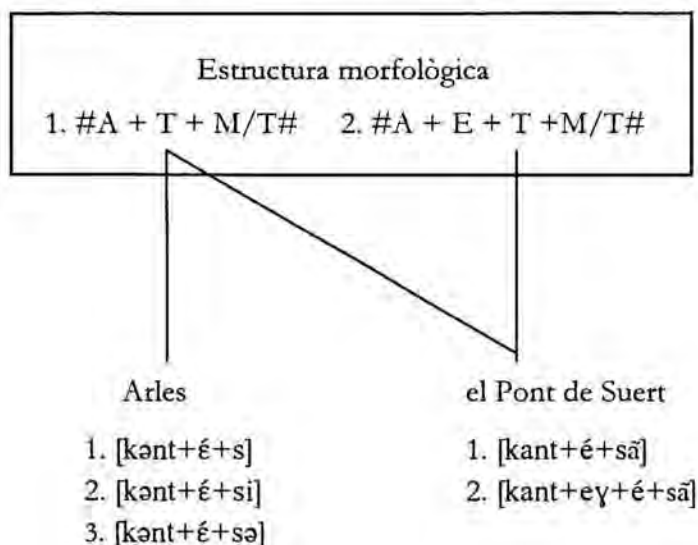 Estructura morfològica
1. #A + T + M/T# 2. #A + E + T +M/T#
Arles
el Pont de Suert
1. [kənt+ɛ́+s]
2. [kənt+ɛ́+si]
3. [kənt+ɛ́+sə]
1. [kant+é+sã]
2. [kant+eɣ+é+sã]